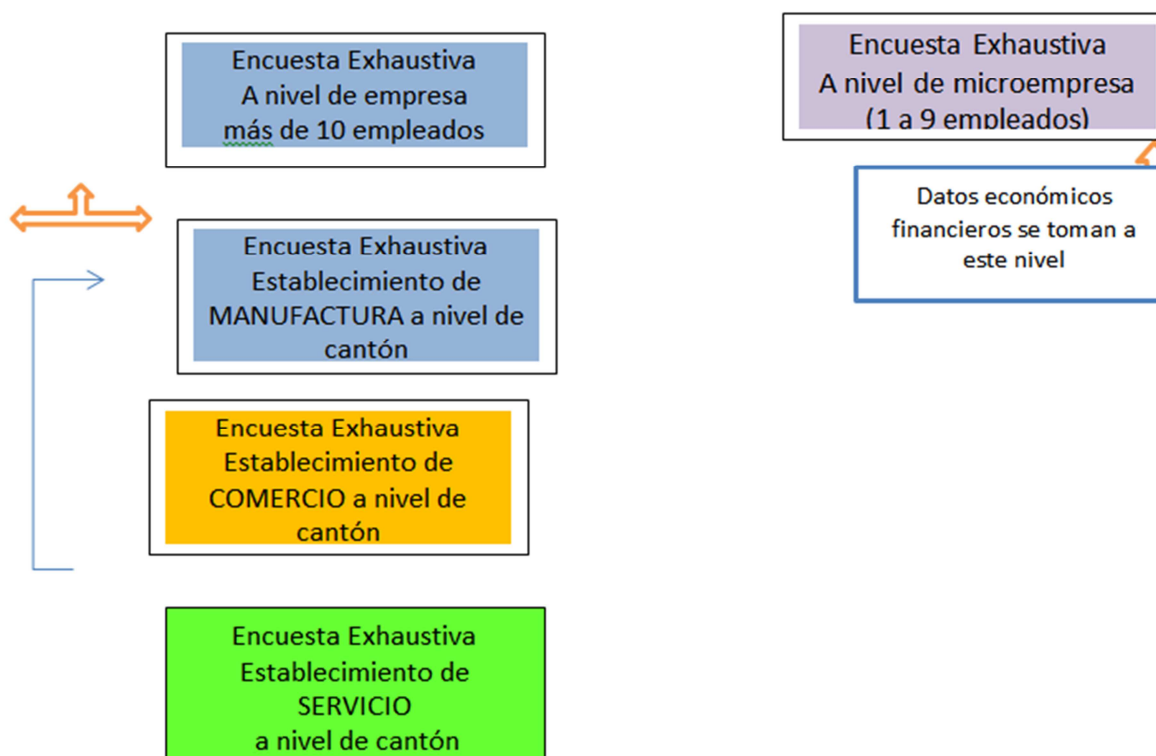 Encuesta Exhaustiva
A nivel de empresa
más de 10 empleados
Encuesta Exhaustiva
Establecimiento de
MANUFACTURA a nivel de
cantón
Encuesta Exhaustiva
Establecimiento de
COMERCIO a nivel de
cantón
Encuesta Exhaustiva
Establecimiento de
SERVICIO
a nivel de cantón
Encuesta Exhaustiva
A nivel de microempresa
(1 a 9 empleados)
Datos económicos
financieros se toman a
este nivel